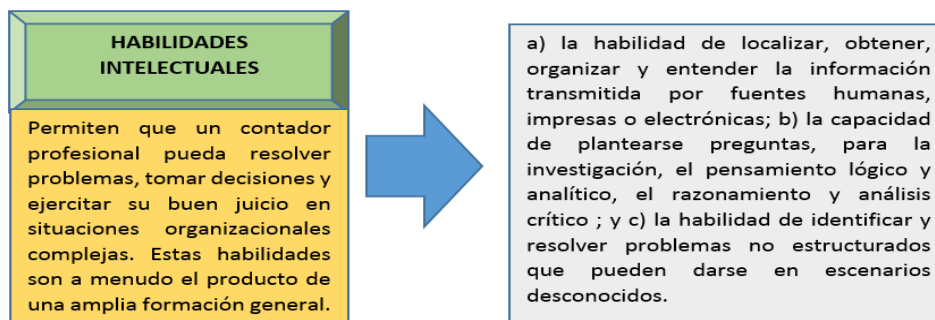 HABILIDADES
INTELECTUALES
Permiten que un contador
profesional pueda resolver
problemas, tomar decisiones y
ejercitar su buen juicio en
situaciones organizacionales
complejas. Estas habilidades
son a menudo el producto de
una amplia formación general.
a) la habilidad de localizar, obtener,
organizar y entender la información
transmitida por fuentes humanas,
impresas o electrónicas; b) la capacidad
de plantearse preguntas, para la
investigación, el pensamiento lógico y
analítico, el razonamiento y análisis
crítico ; y c) la habilidad de identificar y
resolver problemas no estructurados
que pueden darse en escenarios
desconocidos.